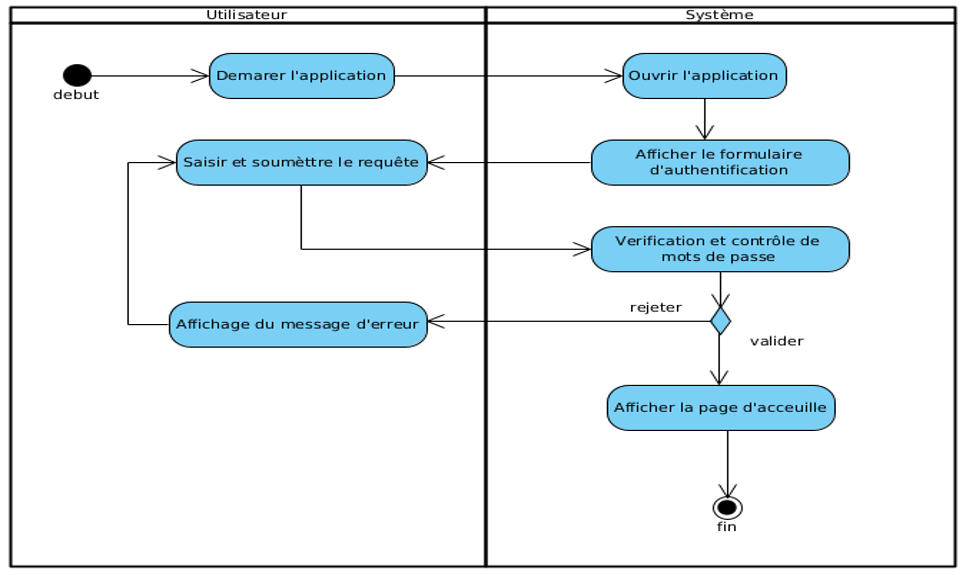 Utilisateur
Système
Demarer l'application
Ouvrir l'application
debut
Saisir et soumèttre le requête
Afficher le formulaire
d'authentification
Verification et contrôle de
mots de passe
rejeter
Affichage du message d'erreur
valider
Afficher la page d'acceuille
fin